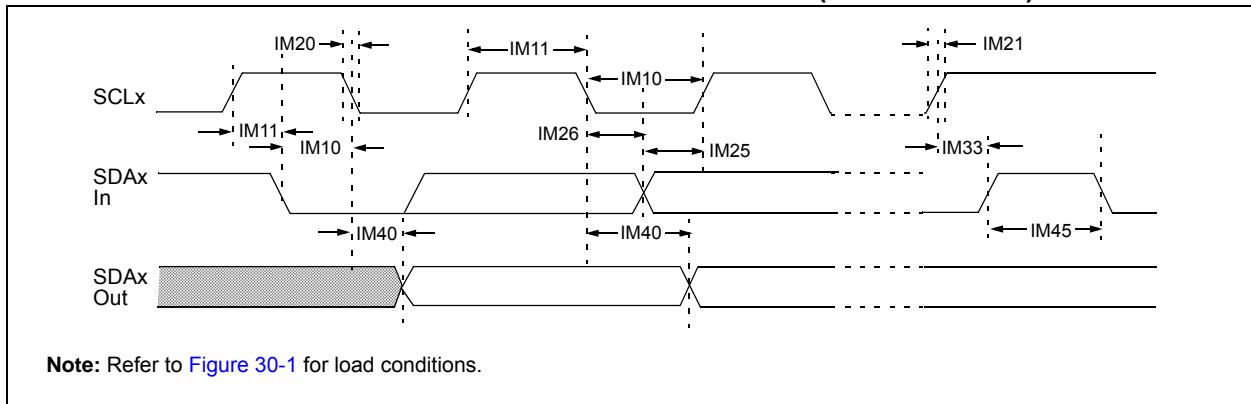 IM20
IM11
IM21
IM10
SCLx
IM11
IM26
IM10
IM25
IM33
SDAx
In
IM40
IM40
IM45
SDAx
Out
Note: Refer to Figure 30-1 for load conditions.